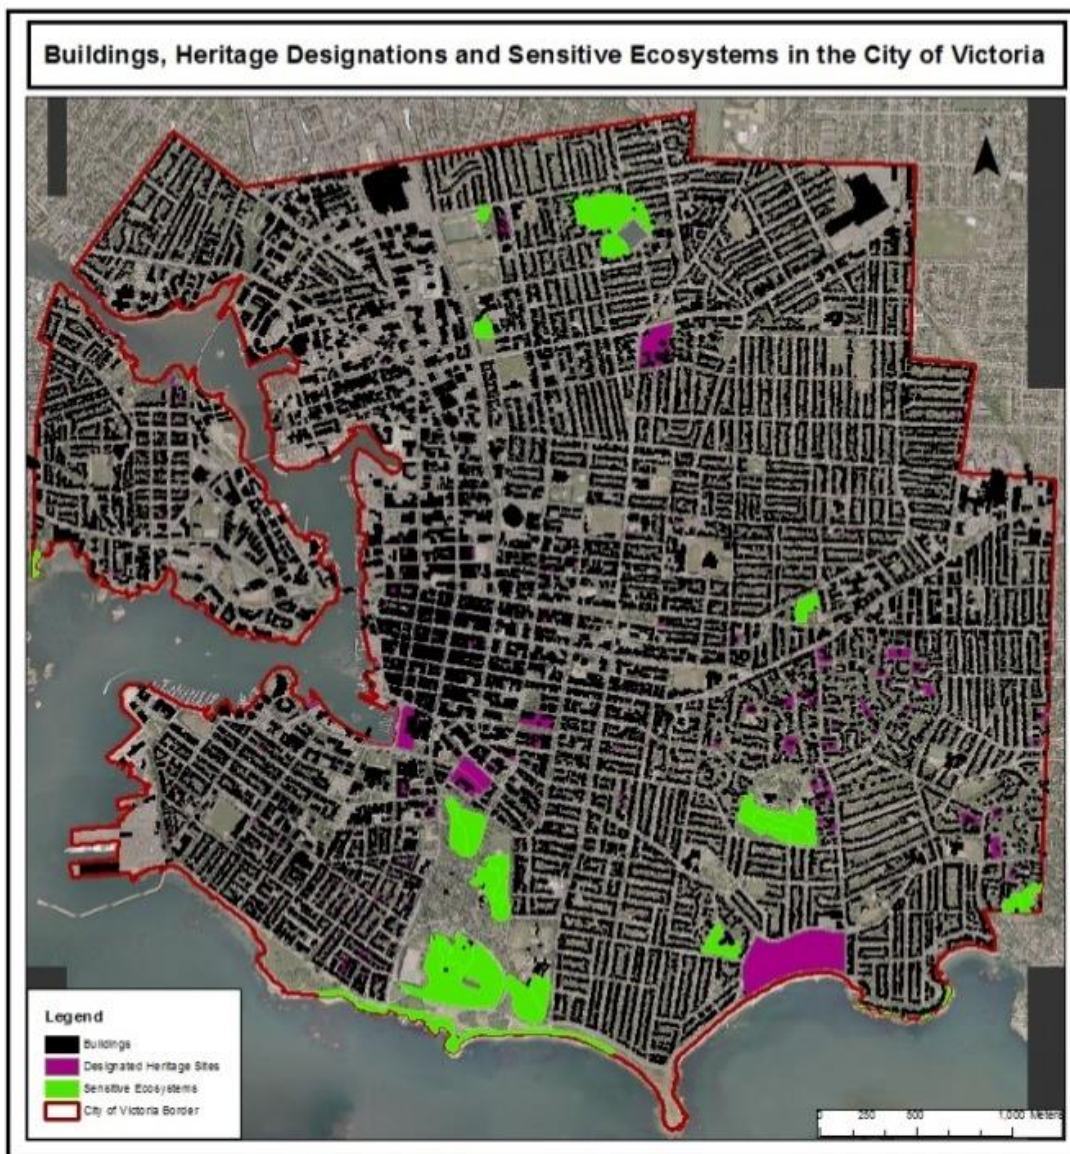 Buildings, Heritage Designations and Sensitive Ecosystems in the City of Victoria
N
Legend
Buildings
Designated Heritage Sites
Sensitive Ecosystems
City of Victoria Border
0 250 500 1,000 Meters